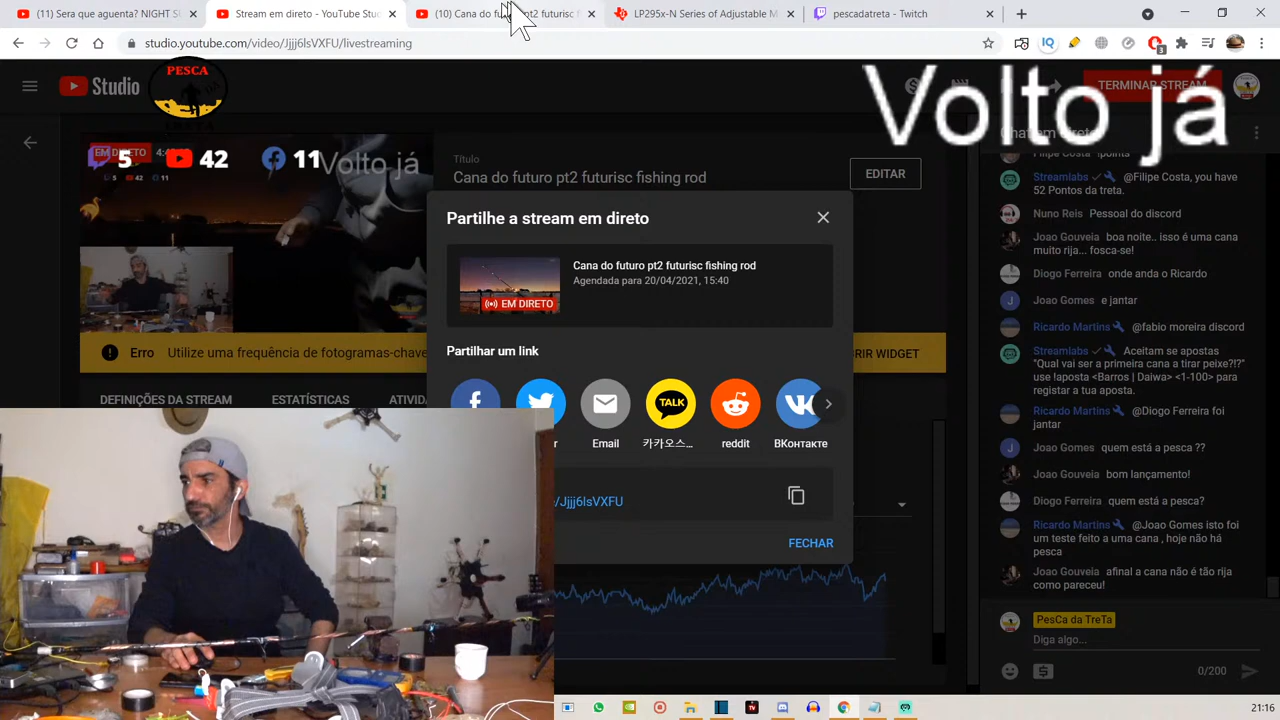 (11) Sera que aguenta? NIGHT S
Stream em direto - YouTube Stu
(10) Cana do fu
pt2 futurisc f
LP295x-N Series of Adjustable M
pescadatreta - Twitch
studio.youtube.com/video/Jjjj6lsVXFU/livestreaming
3
Studio
PESCA
DA
TRETA
TERMINAR STREAM
Volto já
Chat em direto
EM DIRETO
5
42
11
Volto já
Título
Cana do futuro pt2 futurisc fishing rod
EDITAR
Partilhe a stream em direto
Cana do futuro pt2 futurisc fishing rod
Agendada para 20/04/2021, 15:40
EM DIRETO
Erro Utilize uma frequência de fotogramas-chave
RIR WIDGET
Partilhar um link
DEFINIÇÕES DA STREAM
ESTATÍSTICAS
ATIVIDA
TALK
Email
카카오스...
reddit
ВКонтакте
/Jjjj6lsVXFU
FECHAR
Filipe Costa !points
Streamlabs @Filipe Costa, you have
52 Pontos da treta.
Nuno Reis Pessoal do discord
Joao Gouveia boa noite.. isso é uma cana
muito rija... fosca-se!
Diogo Ferreira onde anda o Ricardo
Joao Gomes e jantar
Ricardo Martins @fabio moreira discord
Streamlabs Aceitam se apostas
"Qual vai ser a primeira cana a tirar peixe?!?"
use !aposta <Barros | Daiwa> <1-100> para
registar a tua aposta.
Ricardo Martins @Diogo Ferreira foi
jantar
Joao Gomes quem está a pesca ??
Joao Gouveia bom lançamento!
Diogo Ferreira quem está a pesca?
Ricardo Martins @Joao Gomes isto foi
um teste feito a uma cana , hoje não há
pesca
Joao Gouveia afinal a cana não é tão rija
como pareceu!
PesCa da TreTa
Diga algo...
0/200
21:16